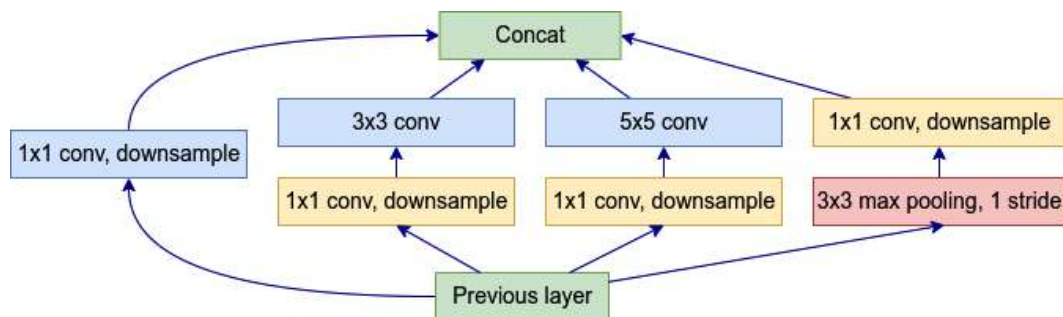 Concat
3x3 conv
5x5 conv
1x1 conv, downsample
1x1 conv, downsample
1x1 conv, downsample
1x1 conv, downsample
3x3 max pooling, 1 stride
Previous layer